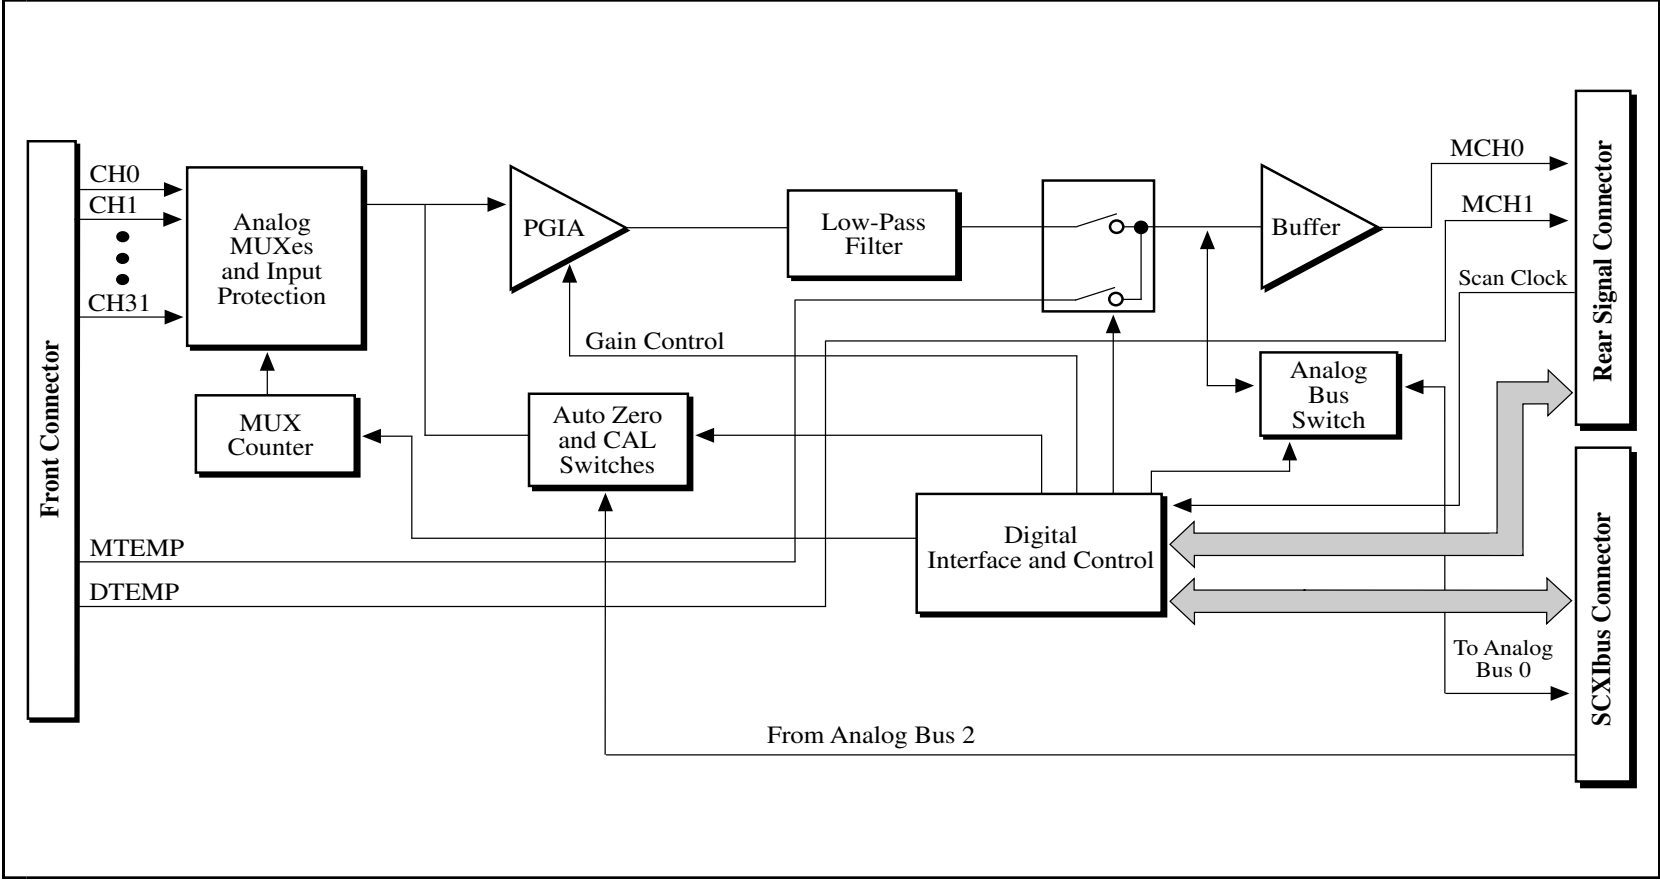 Front Connector
CH0
CH1
CH31
Analog
MUXes
and Input
Protection
MUX
Counter
PGIA
Gain Control
Auto Zero
and CAL
Switches
Low-Pass
Filter
Buffer
Analog
Bus
Switch
Digital
Interface and Control
MTEMP
DTEMP
From Analog Bus 2
MCH0
MCH1
Scan Clock
To Analog
Bus 0
Rear Signal Connector
SCXIbus Connector